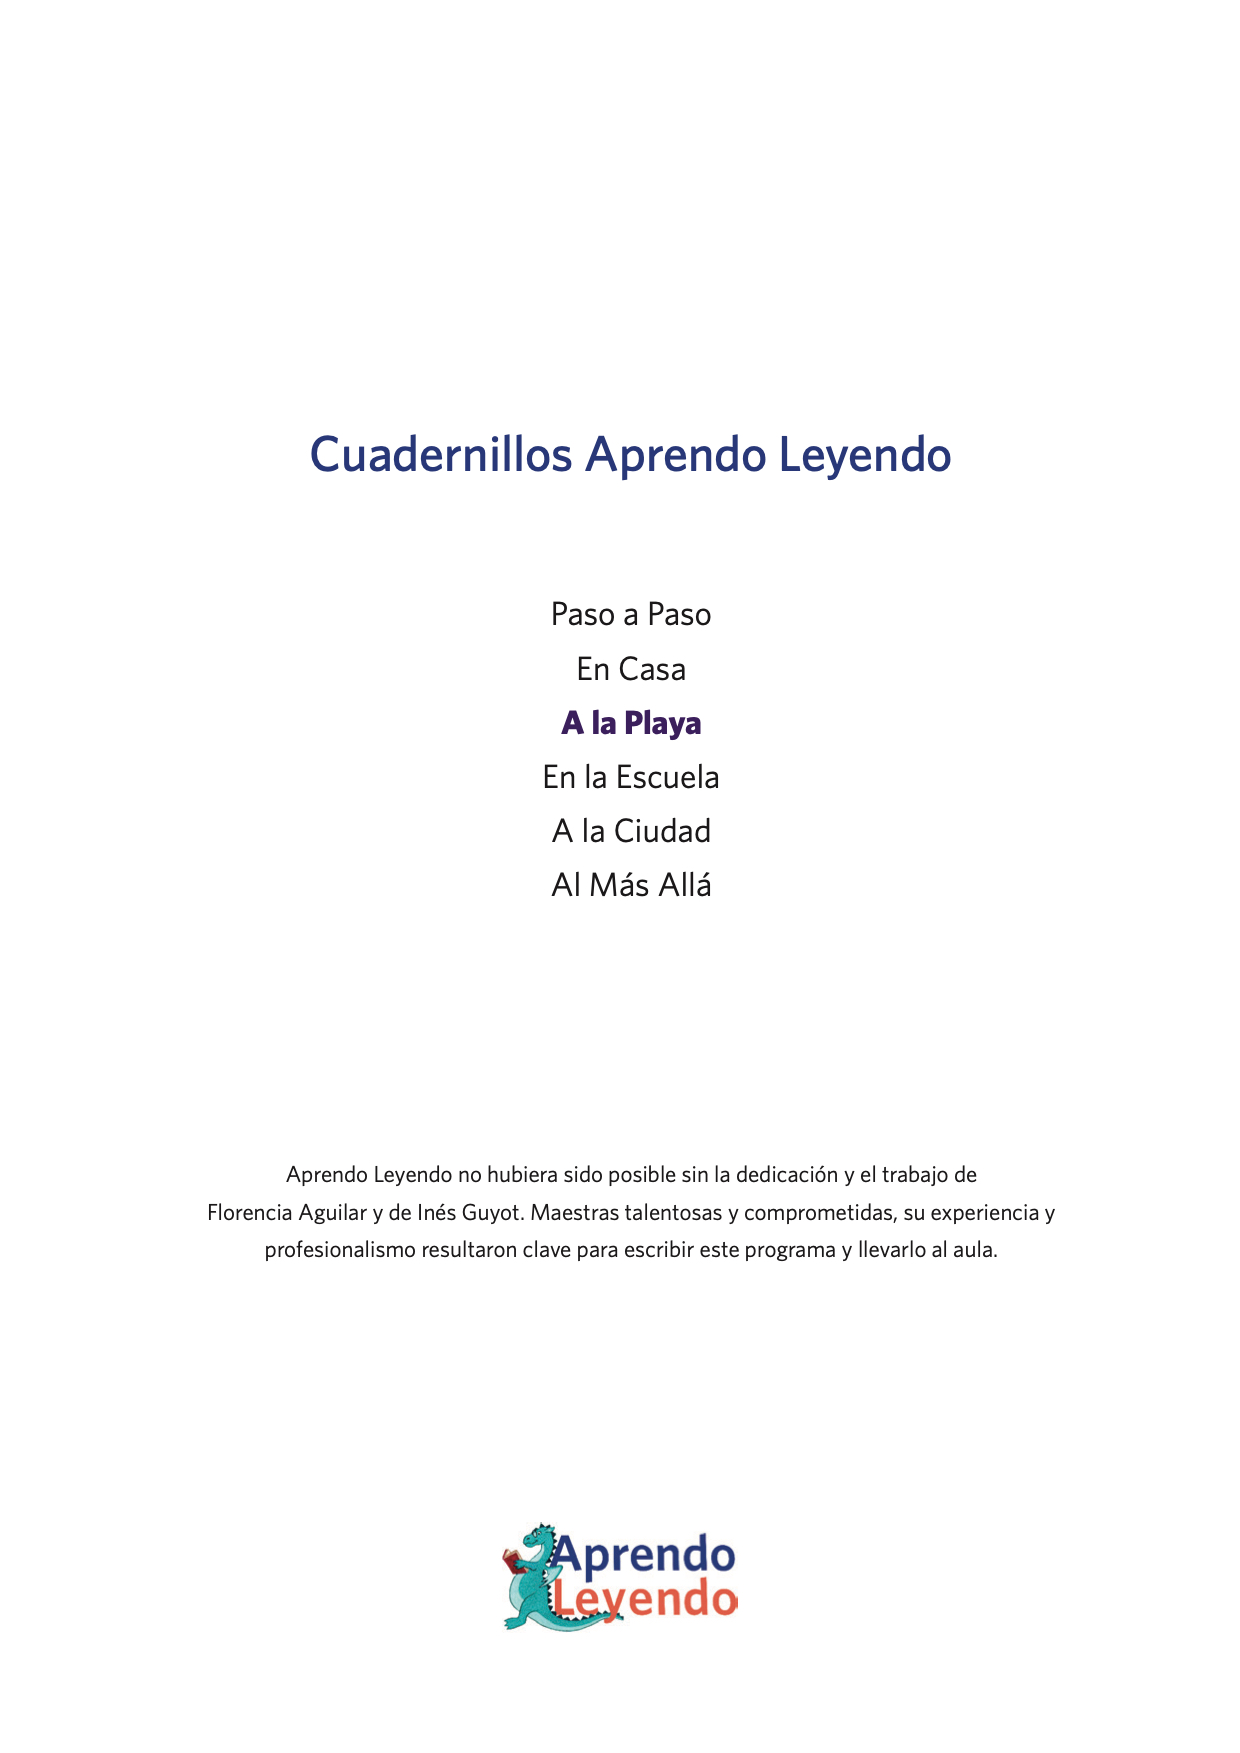 Cuadernillos Aprendo Leyendo
Paso a Paso
En Casa
A la Playa
En la Escuela
A la Ciudad
Al Más Allá
Aprendo Leyendo no hubiera sido posible sin la dedicación y el trabajo de
Florencia Aguilar y de Inés Guyot. Maestras talentosas y comprometidas, su experiencia y
profesionalismo resultaron clave para escribir este programa y llevarlo al aula.
Aprendo
Leyendo